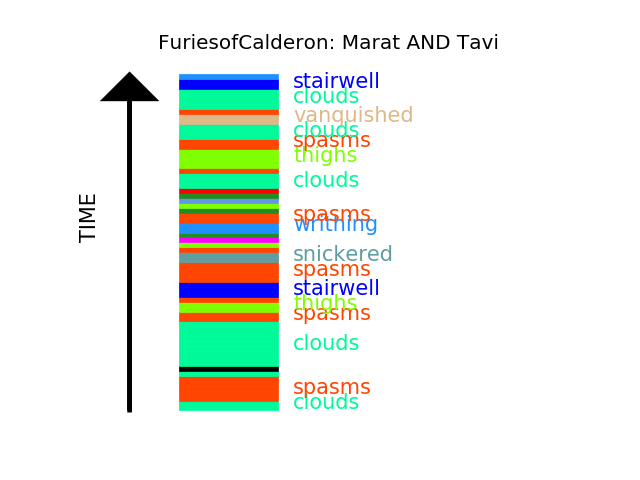 FuriesofCalderon: Marat AND Tavi
stairwell
clouds
vanquished
clouds
spasms
thighs
clouds
spasms
writhing
snickered
spasms
stairwell
thighs
spasms
clouds
spasms
clouds
TIME